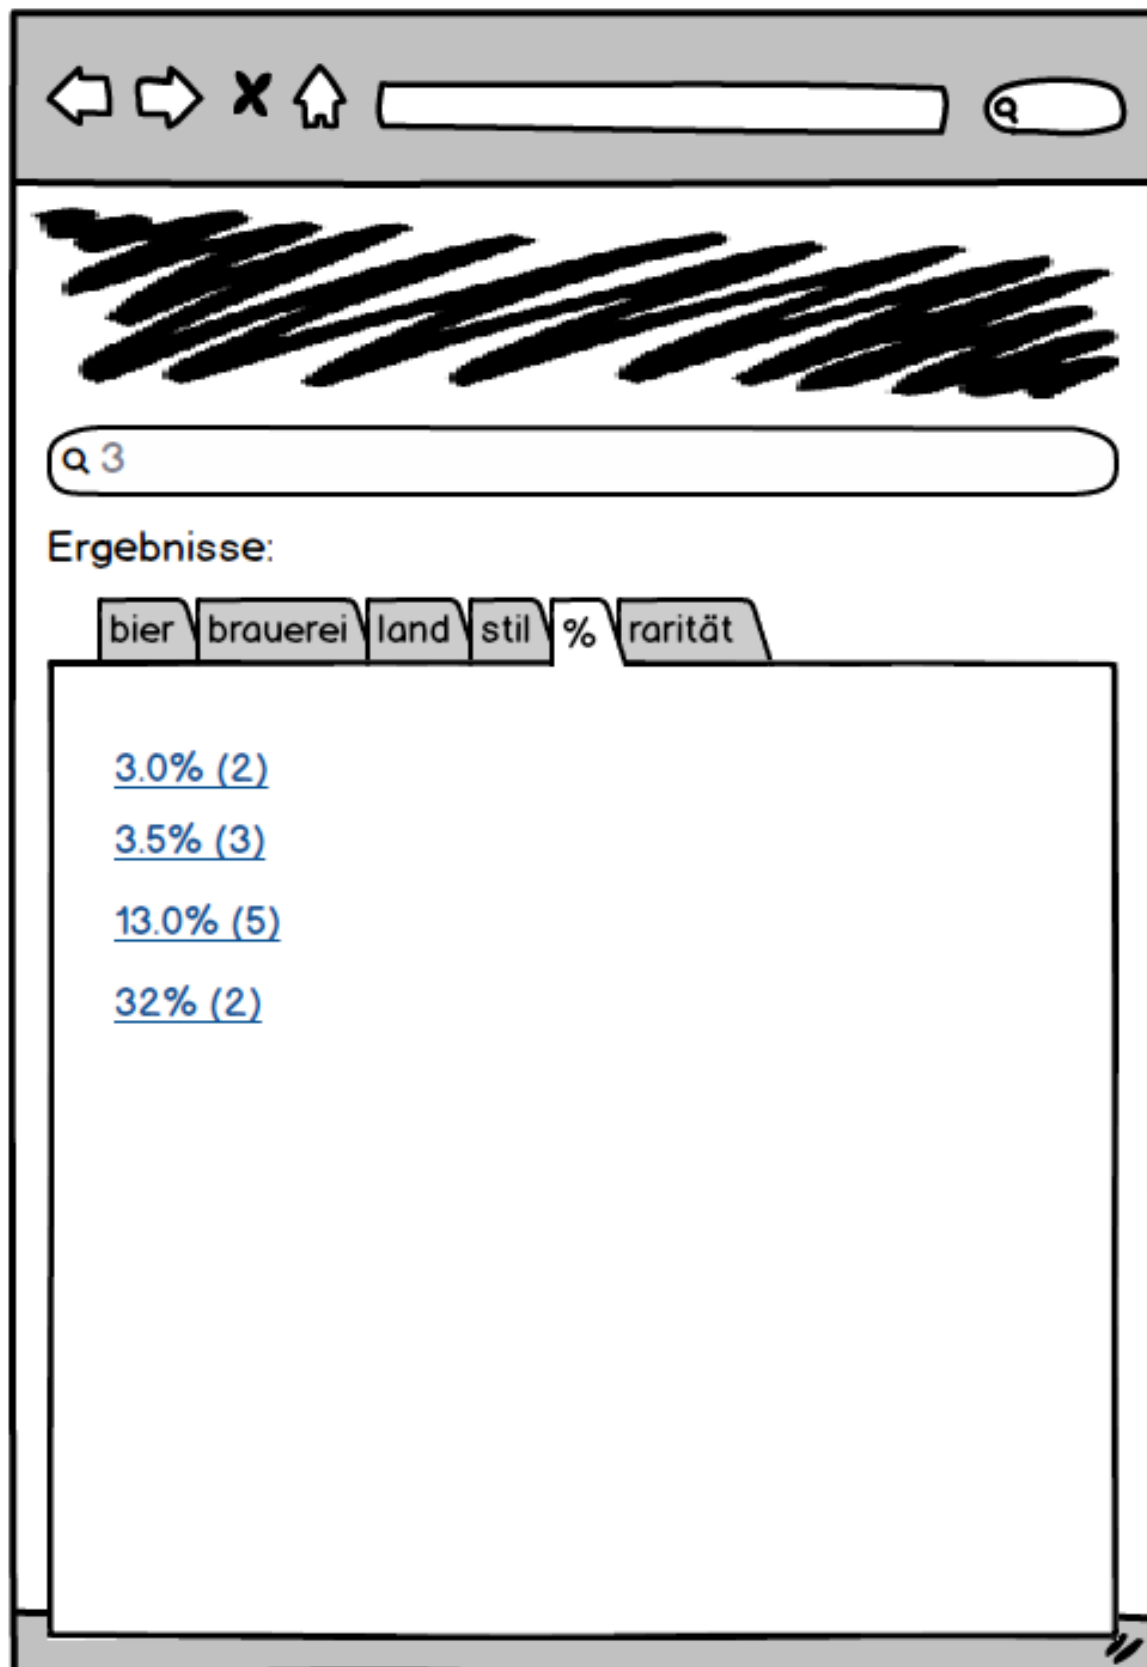 3
Ergebnisse:
bier brauerei land stil % rarität
3.0% (2)
3.5% (3)
13.0% (5)
32% (2)